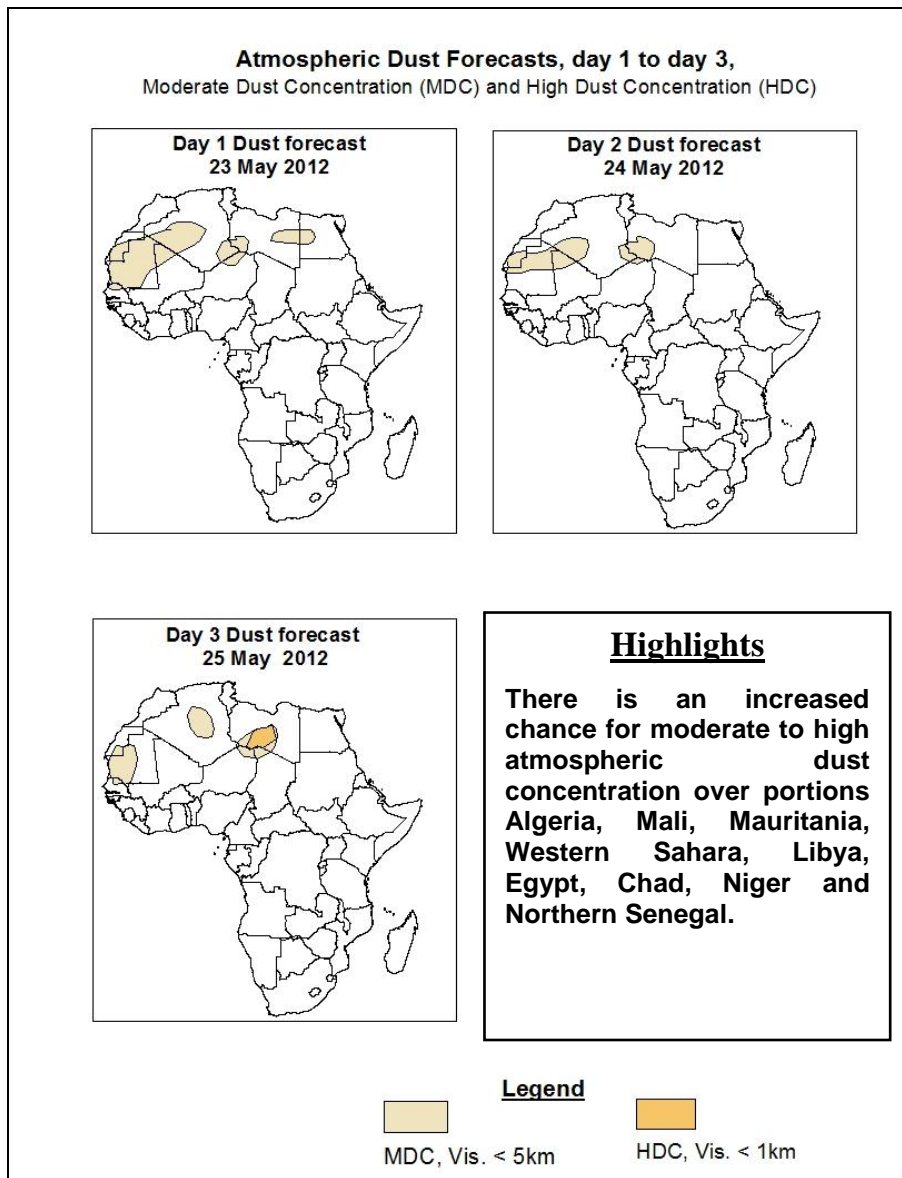 Atmospheric Dust Forecasts, day 1 to day 3,
Moderate Dust Concentration (MDC) and High Dust Concentration (HDC)
Day 1 Dust forecast
23 May 2012
Day 2 Dust forecast
24 May 2012
Day 3 Dust forecast
25 May 2012
Highlights
There is an increased
chance for moderate to high
atmospheric dust
concentration over portions
Algeria, Mali, Mauritania,
Western Sahara, Libya,
Egypt, Chad, Niger and
Northern Senegal.
Legend
MDC, Vis. < 5km
HDC, Vis. < 1km